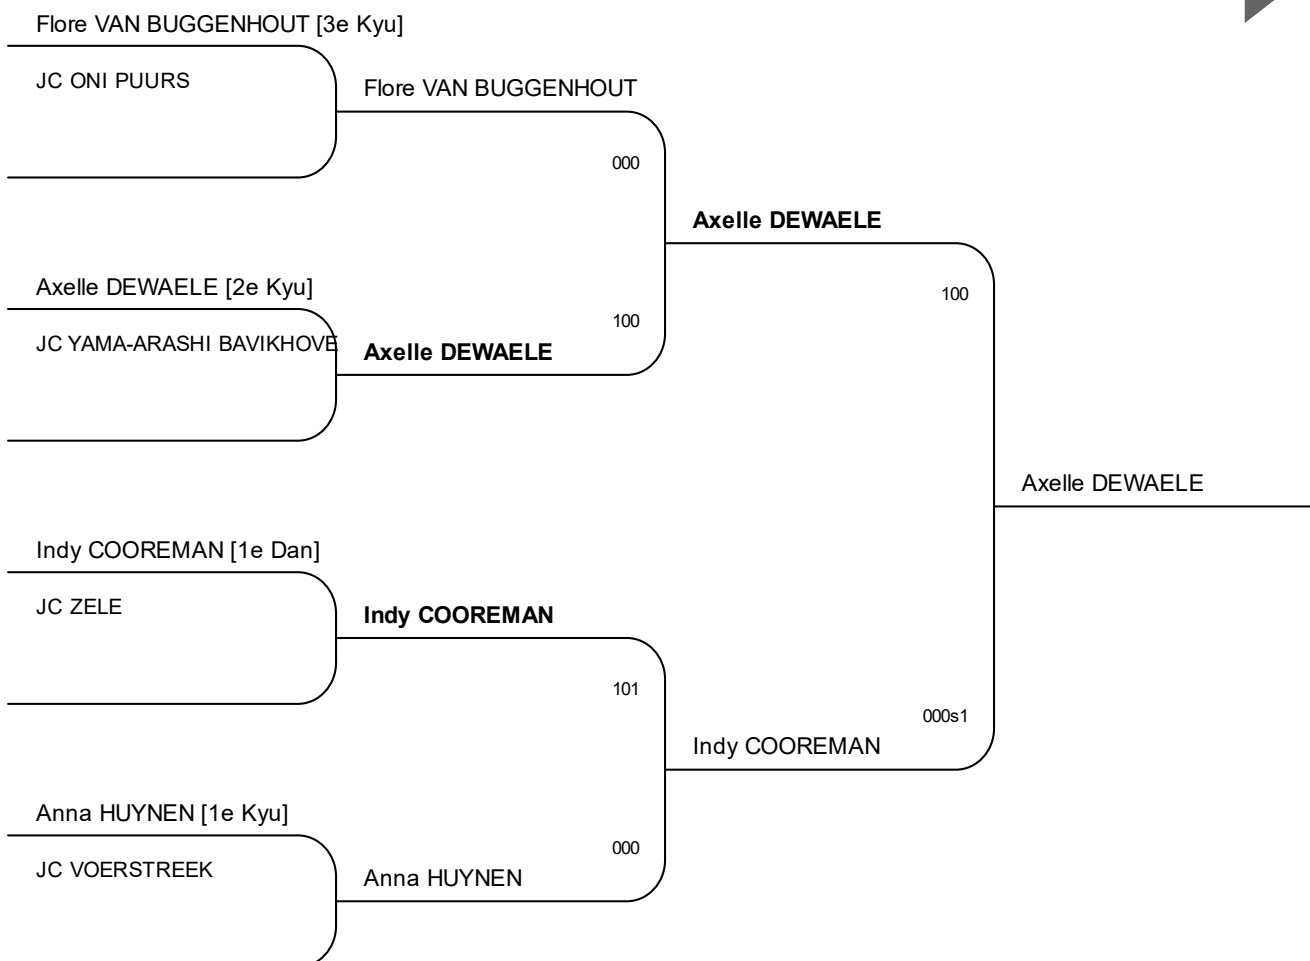 Flore VAN BUGGENHOUT [3e Kyu]
JC ONI PUURS
Flore VAN BUGGENHOUT
000
Axelle DEWAELE
Axelle DEWAELE [2e Kyu]
100
100
JC YAMA-ARASHI BAVIKHOVE
Axelle DEWAELE
Axelle DEWAELE
Indy COOREMAN [1e Dan]
JC ZELE
Indy COOREMAN
101
000s1
Indy COOREMAN
Anna HUYNEN [1e Kyu]
000
JC VOERSTREEK
Anna HUYNEN